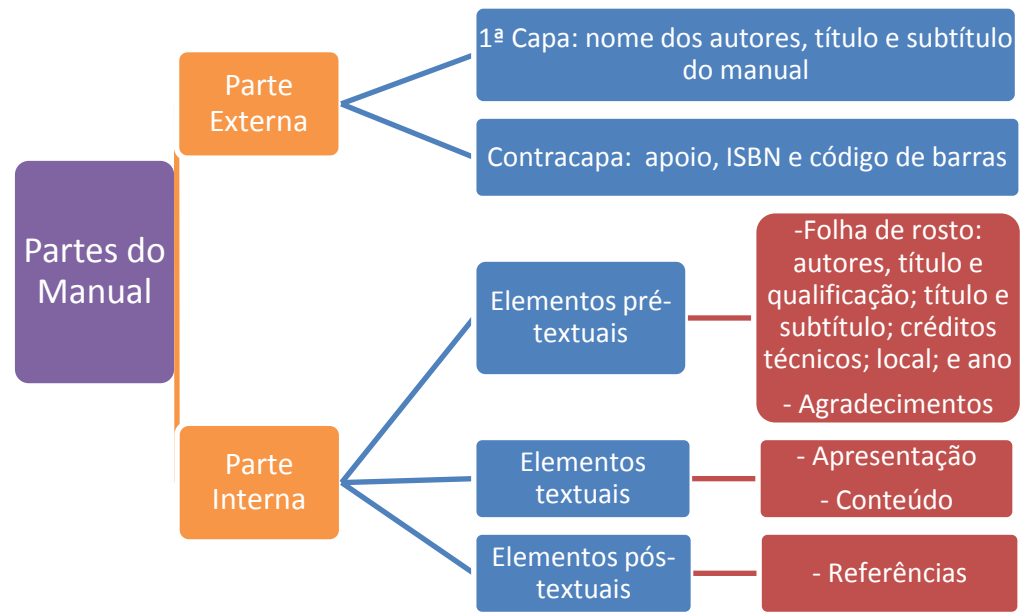 Partes do
Manual
Parte
Externa
1ª Capa: nome dos autores, título e subtítulo
do manual
Contracapa: apoio, ISBN e código de barras
Parte
Interna
Elementos pré-
textuais
-Folha de rosto:
autores, título e
qualificação; título e
subtítulo; créditos
técnicos; local; e ano
- Agradecimentos
Elementos
textuais
- Apresentação
- Conteúdo
Elementos pós-
textuais
- Referências